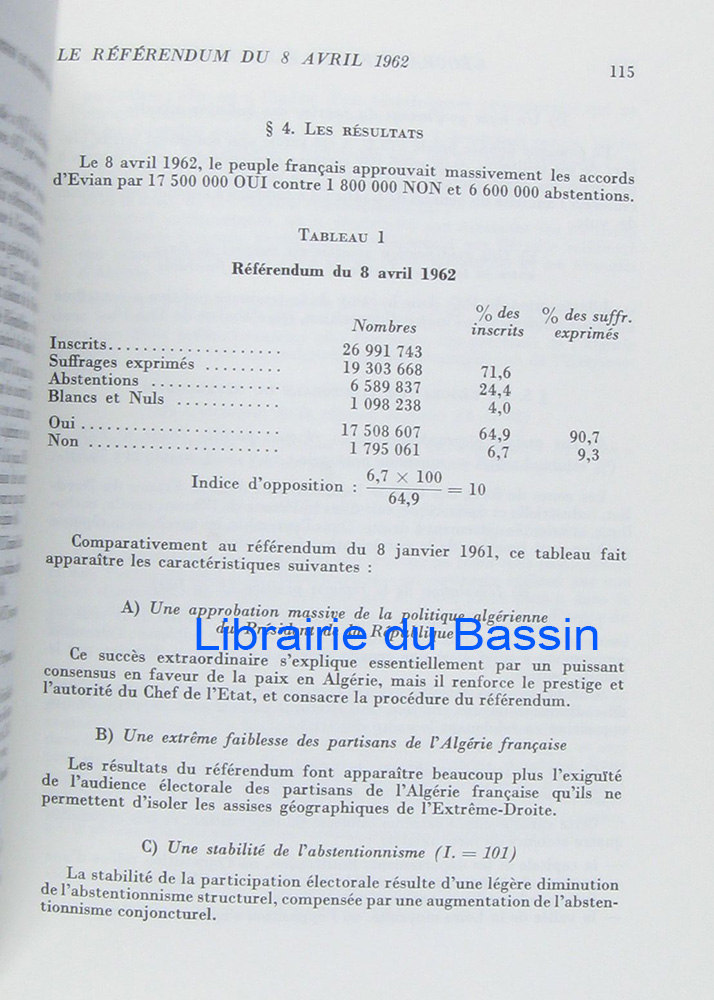 LE RÉFÉRENDUM DU 8 AVRIL 1962
115
§ 4. LES RÉSULTATS
Le 8 avril 1962, le peuple français approuvait massivement les accords
d'Evian par 17 500 000 OUI contre 1 800 000 NON et 6 600 000 abstentions.
TABLEAU 1
Référendum du 8 avril 1962
Nombres % des inscrits % des suffr. exprimés
Inscrits.................... 26 991 743
Suffrages exprimés ......... 19 303 668 71,6
Abstentions ............... 6 589 837 24,4
Blancs et Nuls ............ 1 098 238 4,0
Oui ........................ 17 508 607 64,9 90,7
Non ....................... 1 795 061 6,7 9,3
Indice d'opposition : 6,7 × 100 / 64,9 = 10
Comparativement au référendum du 8 janvier 1961, ce tableau fait
apparaître les caractéristiques suivantes :
A) Une approbation massive de la politique algérienne
du Président de la République
Librairie du Bassin
Ce succès extraordinaire s'explique essentiellement par un puissant
consensus en faveur de la paix en Algérie, mais il renforce le prestige et
l'autorité du Chef de l'Etat, et consacre la procédure du référendum.
B) Une extrême faiblesse des partisans de l'Algérie française
Les résultats du référendum font apparaître beaucoup plus l'exiguïté
de l'audience électorale des partisans de l'Algérie française qu'ils ne
permettent d'isoler les assises géographiques de l'Extrême-Droite.
C) Une stabilité de l'abstentionnisme (I. = 101)
La stabilité de la participation électorale résulte d'une légère diminution
de l'abstentionnisme structurel, compensée par une augmentation de l'absten-
tionnisme conjoncturel.